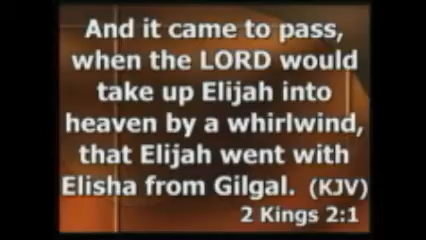 And it came to pass,
when the LORD would
take up Elijah into
heaven by a whirlwind,
that Elijah went with
Elisha from Gilgal. (KJV)
2 Kings 2:1